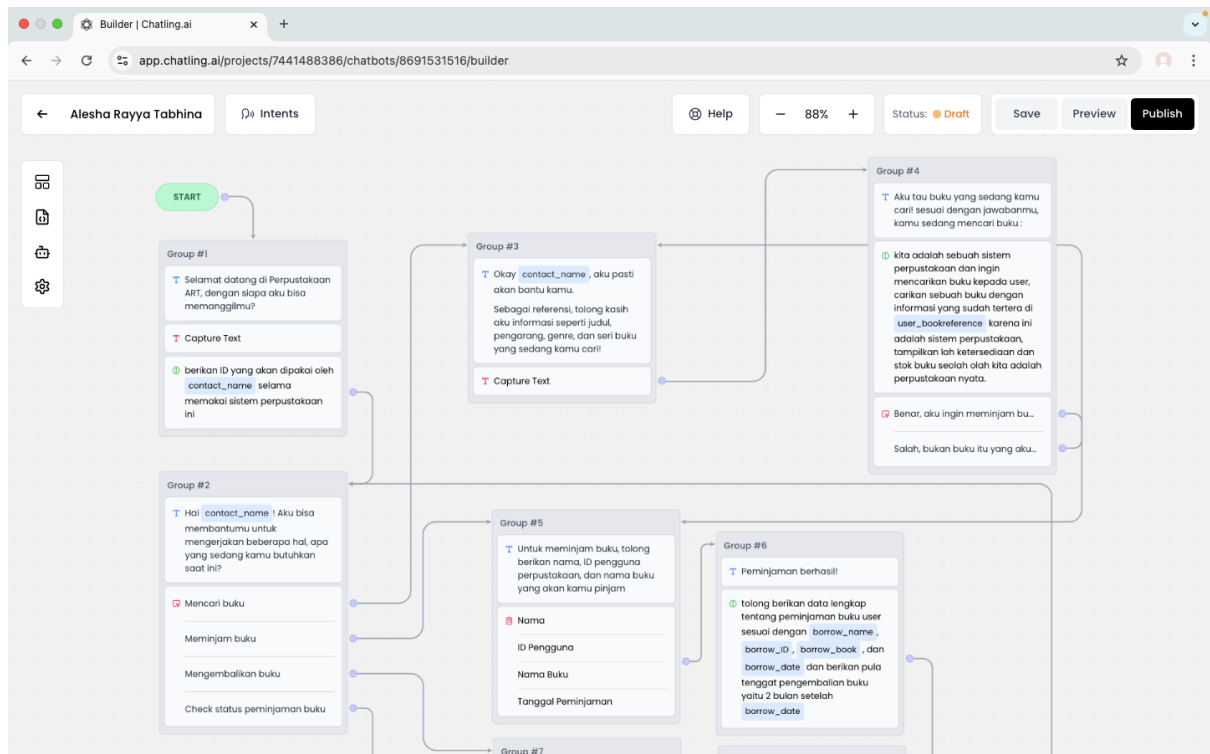 Builder | Chatling.ai
app.chatling.ai/projects/7441488386/chatbots/8691531516/builder
Alesha Rayya Tabhina
Intents
Help
88%
Status: Draft
Save
Preview
Publish
START
Group #1
Selamat datang di Perpustakaan
ART, dengan siapa aku bisa
memanggilmu?
Capture Text
berikan ID yang akan dipakai oleh
contact_name selama
memakai sistem perpustakaan
ini
Group #2
Hai contact_name ! Aku bisa
membantumu untuk
mengerjakan beberapa hal, apa
yang sedang kamu butuhkan
saat ini?
Mencari buku
Meminjam buku
Mengembalikan buku
Check status peminjaman buku
Group #3
Okay contact_name , aku pasti
akan bantu kamu.
Sebagai referensi, tolong kasih
aku informasi seperti judul,
pengarang, genre, dan seri buku
yang sedang kamu cari!
Capture Text
Group #4
Aku tau buku yang sedang kamu
cari! sesuai dengan jawabanmu,
kamu sedang mencari buku :
kita adalah sebuah sistem
perpustakaan dan ingin
mencarikan buku kepada user,
carikan sebuah buku dengan
informasi yang sudah tertera di
user_bookreference karena ini
adalah sistem perpustakaan,
tampilkan lah ketersediaan dan
stok buku seolah olah kita adalah
perpustakaan nyata.
Benar, aku ingin meminjam bu...
Salah, bukan buku itu yang aku...
Group #5
Untuk meminjam buku, tolong
berikan nama, ID pengguna
perpustakaan, dan nama buku
yang akan kamu pinjam
Nama
ID Pengguna
Nama Buku
Tanggal Peminjaman
Group #6
Peminjaman berhasil!
tolong berikan data lengkap
tentang peminjaman buku user
sesuai dengan borrow_name ,
borrow_ID , borrow_book , dan
borrow_date dan berikan pula
tenggat pengembalian buku
yaitu 2 bulan setelah
borrow_date
Group #7